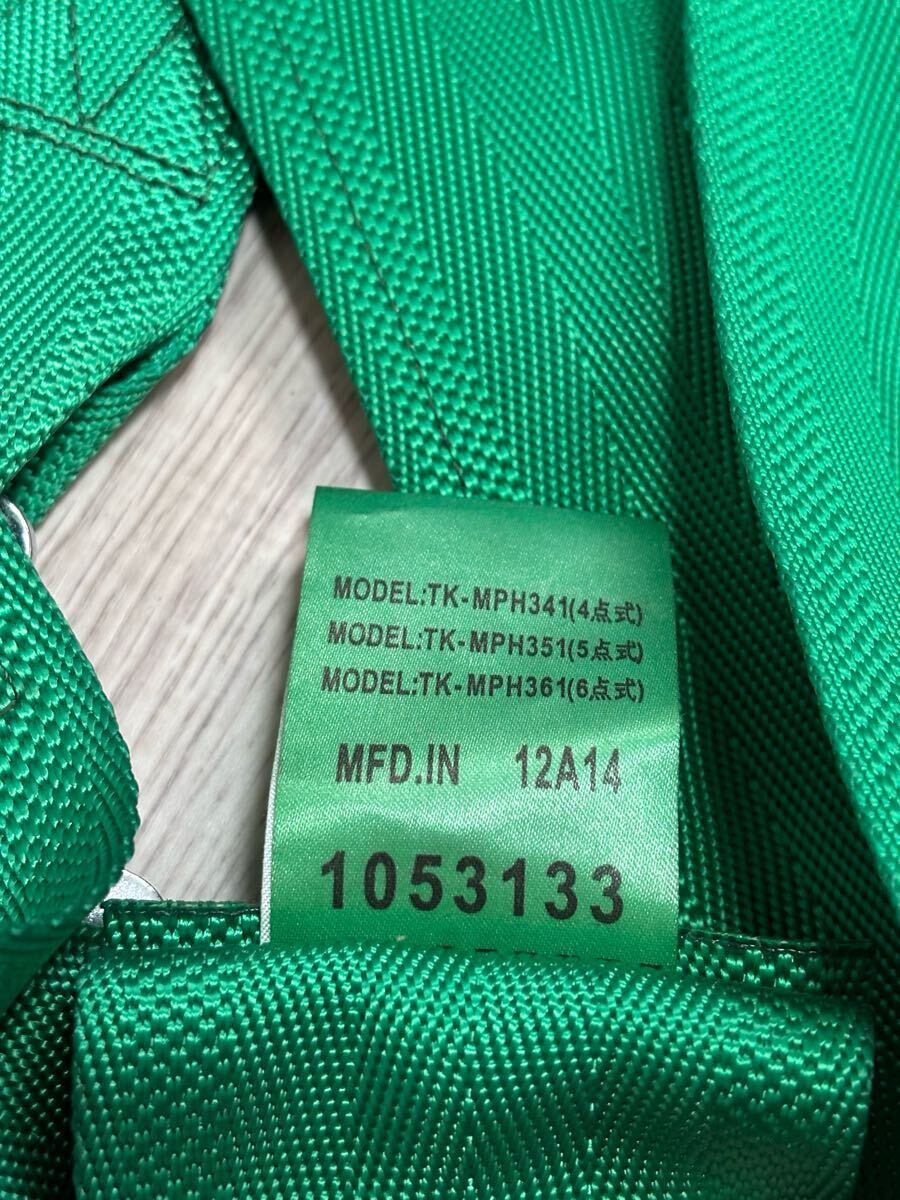 MODEL:TK-MPH341(4点式)
MODEL:TK-MPH351(5点式)
MODEL:TK-MPH361(6点式)
MFD.IN 12A14
1053133